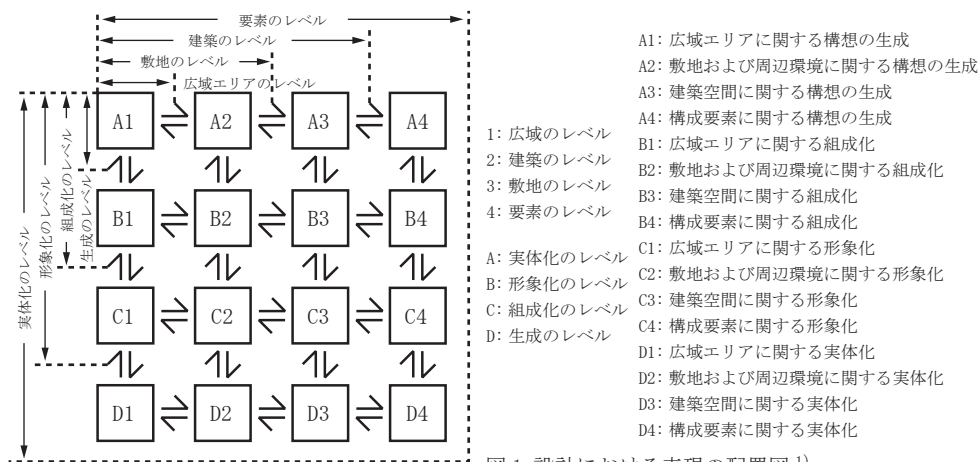 要素のレベル
建築のレベル
敷地のレベル
広域エリアのレベル
実体化のレベル
形象化のレベル
組成化のレベル
生成のレベル
A1 A2 A3 A4
B1 B2 B3 B4
C1 C2 C3 C4
D1 D2 D3 D4
1: 広域のレベル
2: 建築のレベル
3: 敷地のレベル
4: 要素のレベル
A: 実体化のレベル
B: 形象化のレベル
C: 組成化のレベル
D: 生成のレベル
A1: 広域エリアに関する構想の生成
A2: 敷地および周辺環境に関する構想の生成
A3: 建築空間に関する構想の生成
A4: 構成要素に関する構想の生成
B1: 広域エリアに関する組成化
B2: 敷地および周辺環境に関する組成化
B3: 建築空間に関する組成化
B4: 構成要素に関する組成化
C1: 広域エリアに関する形象化
C2: 敷地および周辺環境に関する形象化
C3: 建築空間に関する形象化
C4: 構成要素に関する形象化
D1: 広域エリアに関する実体化
D2: 敷地および周辺環境に関する実体化
D3: 建築空間に関する実体化
D4: 構成要素に関する実体化
図 1 設計における表現の配置図 1)